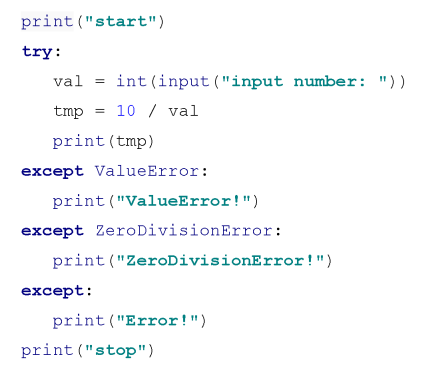 print("start")
try:
   val = int(input("input number: "))
   tmp = 10 / val
   print(tmp)
except ValueError:
   print("ValueError!")
except ZeroDivisionError:
   print("ZeroDivisionError!")
except:
   print("Error!")
print("stop")